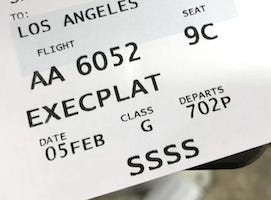 TO:
LOS ANGELES
FLIGHT SEAT
AA 6052 9C
EXECPLAT
DATE CLASS DEPARTS
05FEB G 702P
SSSS